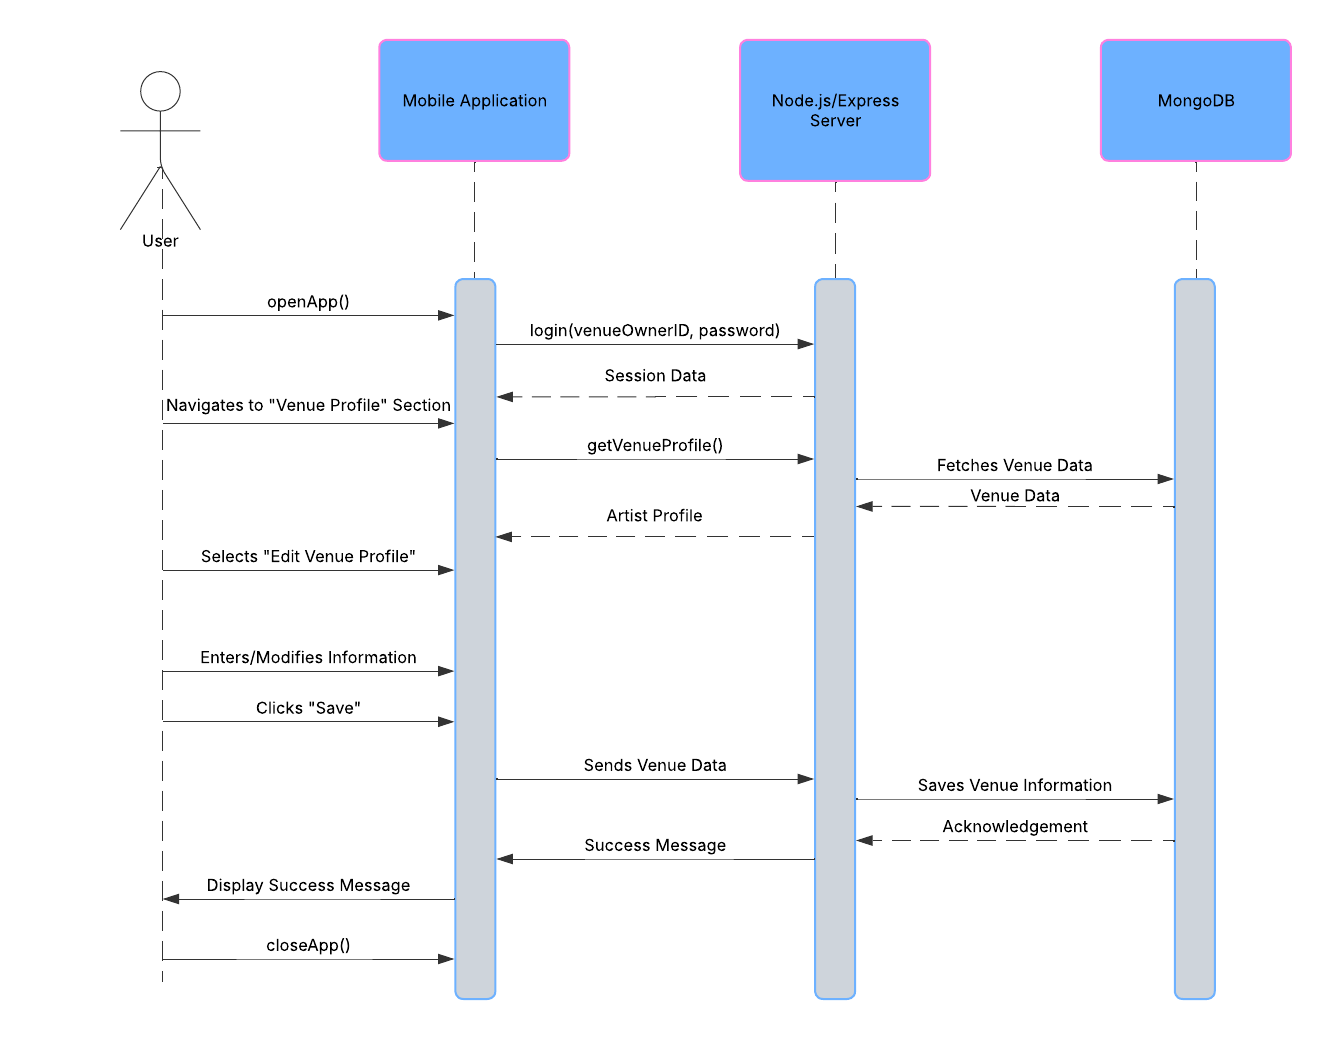 Mobile Application
Node.js/Express
Server
MongoDB
User
openApp()
login(venueOwnerID, password)
Session Data
Navigates to "Venue Profile" Section
getVenueProfile()
Fetches Venue Data
Venue Data
Artist Profile
Selects "Edit Venue Profile"
Enters/Modifies Information
Clicks "Save"
Sends Venue Data
Saves Venue Information
Acknowledgement
Success Message
Display Success Message
closeApp()